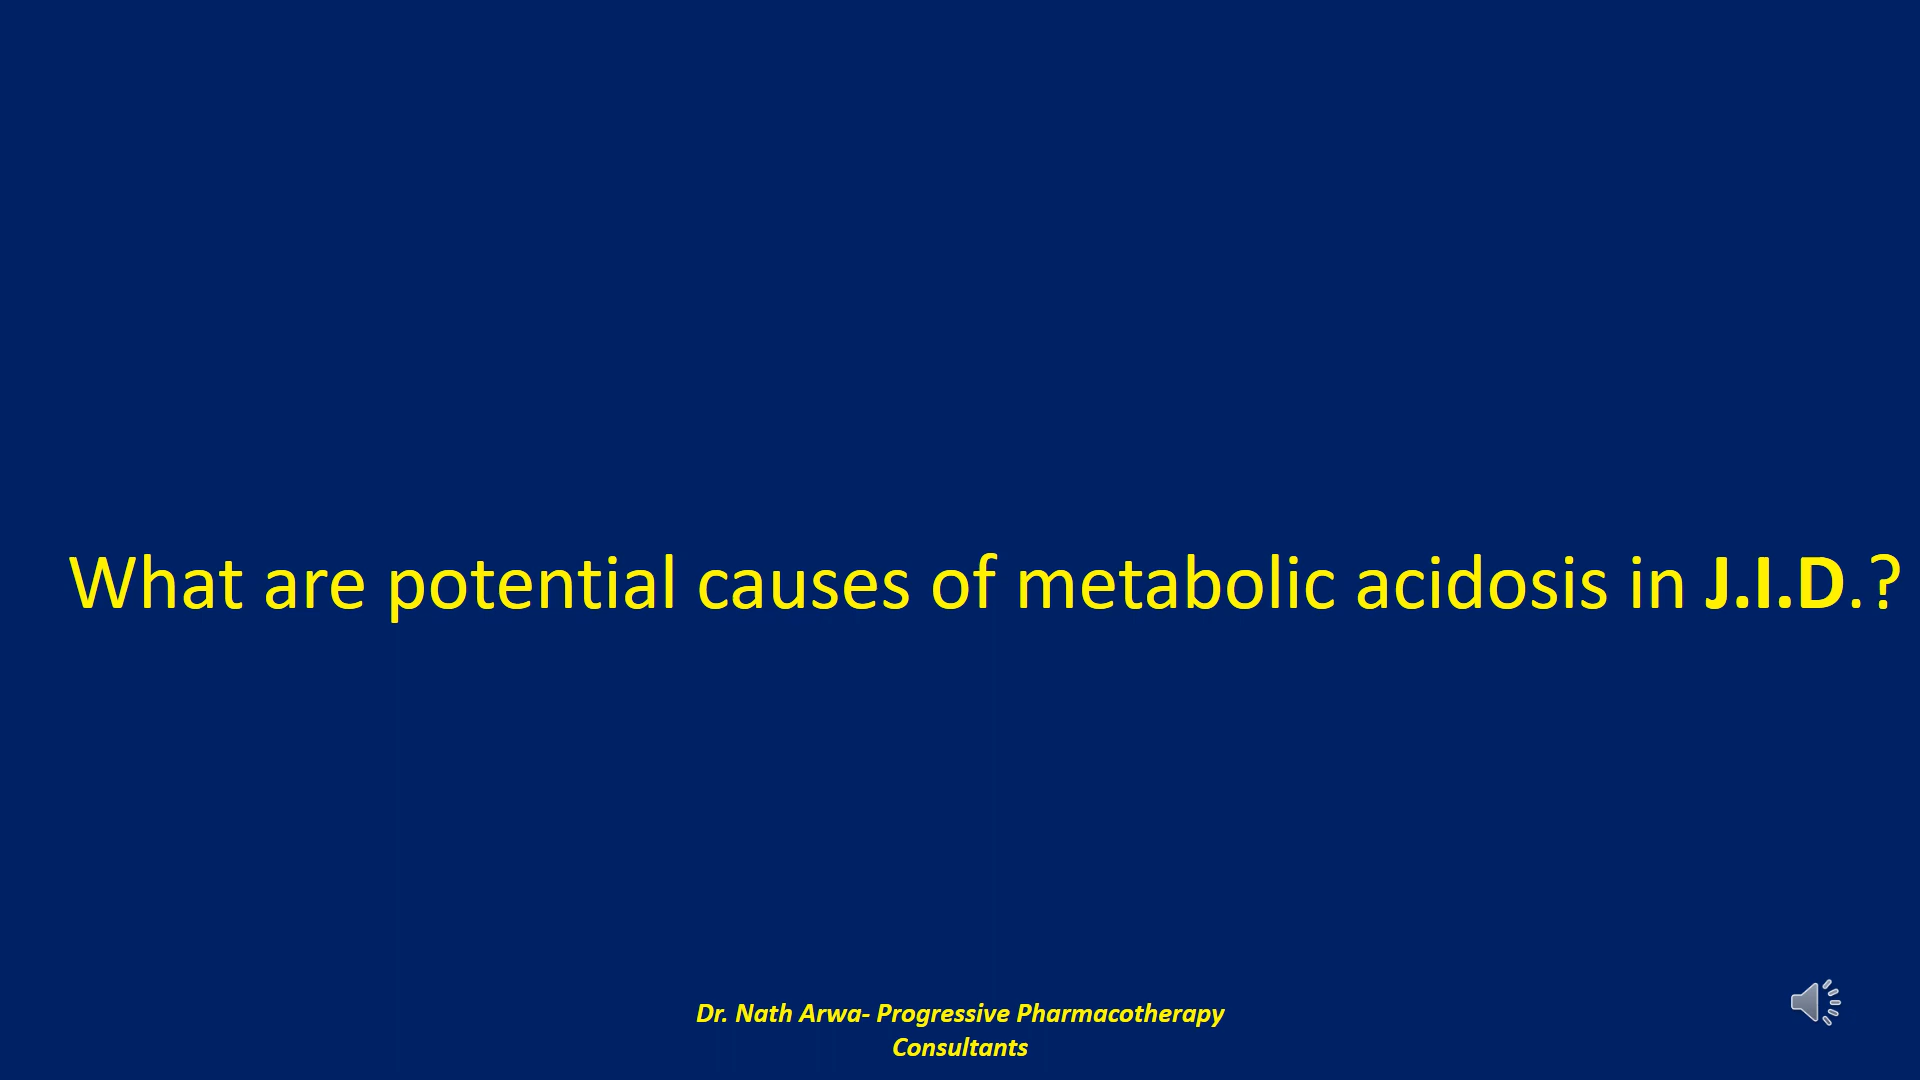 What are potential causes of metabolic acidosis in J.I.D.?
Dr. Nath Arwa- Progressive Pharmacotherapy
Consultants